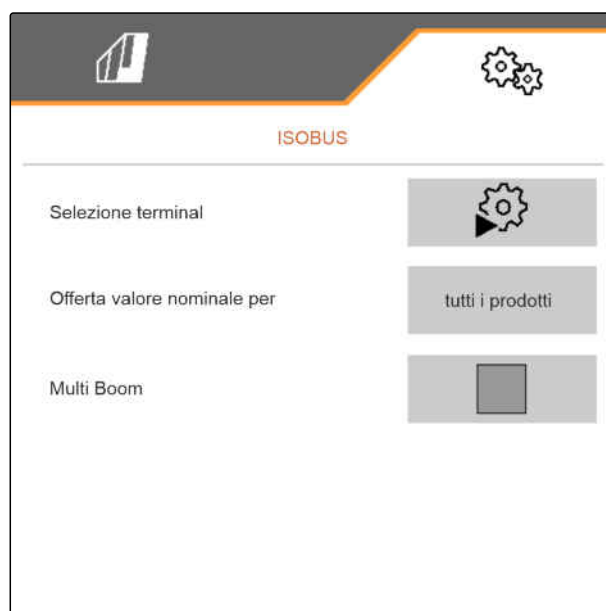 ISOBUS
Selezione terminal
Offerta valore nominale per
tutti i prodotti
Multi Boom